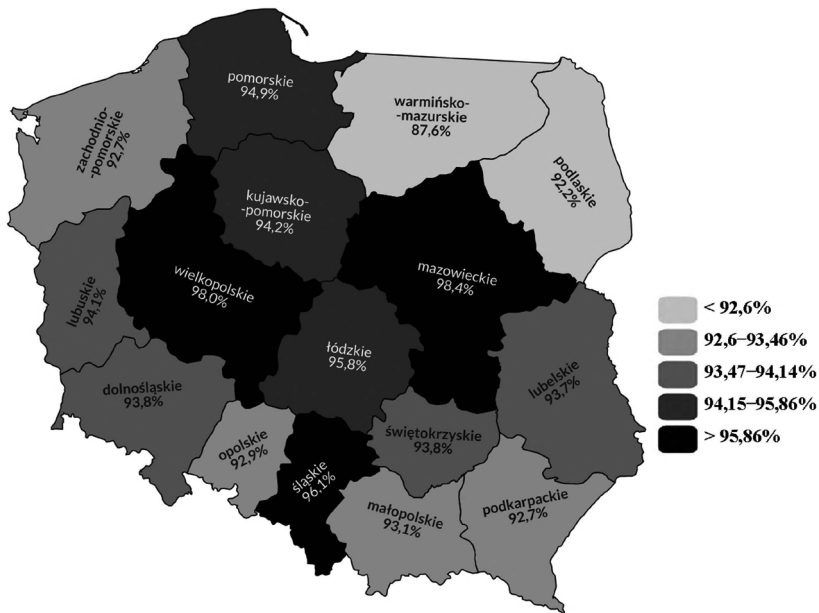 pomorskie
94,9%
zachodnio-
-pomorskie
92,7%
warmińsko-
-mazurskie
87,6%
podlaskie
92,2%
kujawsko-
-pomorskie
94,2%
mazowieckie
98,4%
wielkopolskie
98.0%
lubuskie
94,1%
łódzkie
95,8%
lubelskie
93,7%
dolnośląskie
93,8%
opolskie
92,9%
śląskie
96,1%
świętokrzyskie
93,8%
małopolskie
93,1%
podkarpackie
92,7%
< 92,6%
92,6–93,46%
93,47–94,14%
94,15–95,86%
> 95,86%